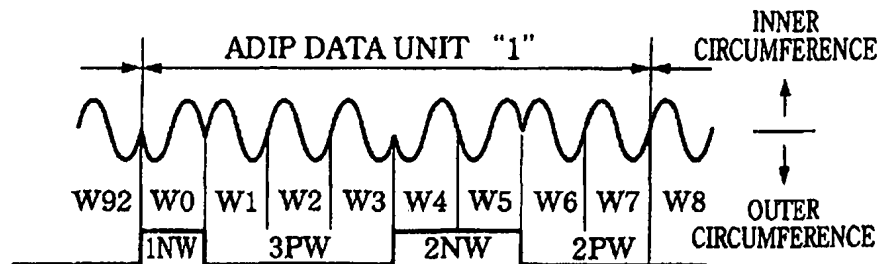 ADIP DATA UNIT “1”
INNER
CIRCUMFERENCE
W92 W0 W1 W2 W3 W4 W5 W6 W7 W8
1NW 3PW 2NW 2PW
OUTER
CIRCUMFERENCE